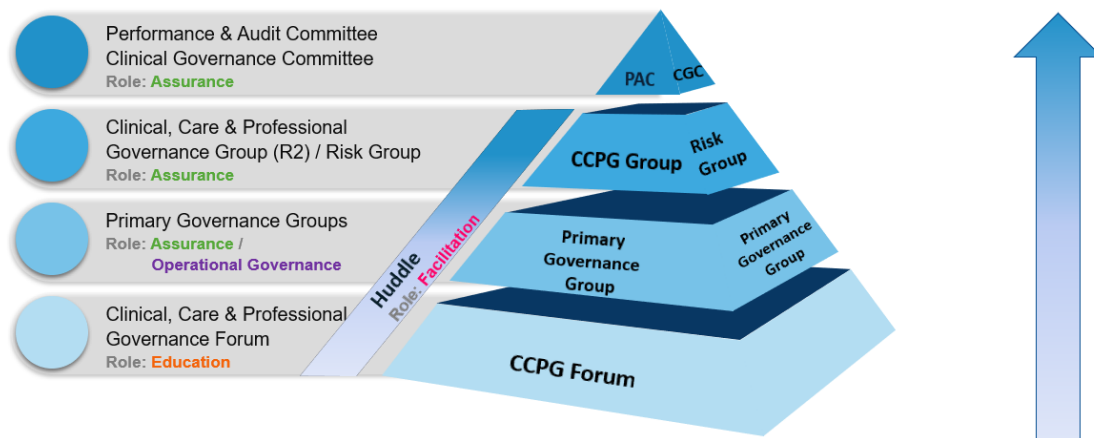 Performance & Audit Committee
Clinical Governance Committee
Role: Assurance
Clinical, Care & Professional
Governance Group (R2) / Risk Group
Role: Assurance
Primary Governance Groups
Role: Assurance /
Operational Governance
Clinical, Care & Professional
Governance Forum
Role: Education
Huddle
Role: Facilitation
PAC
CGC
CCPG Group
Risk
Group
Primary
Governance
Group
Primary
Governance
Group
CCPG Forum